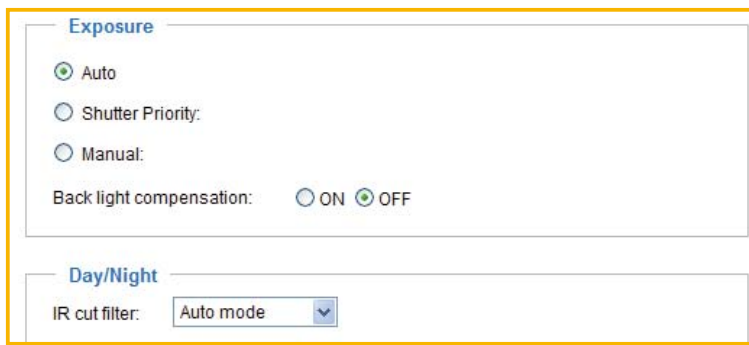 Exposure
Auto
Shutter Priority:
Manual:
Back light compensation: ON OFF
Day/Night
IR cut filter: Auto mode